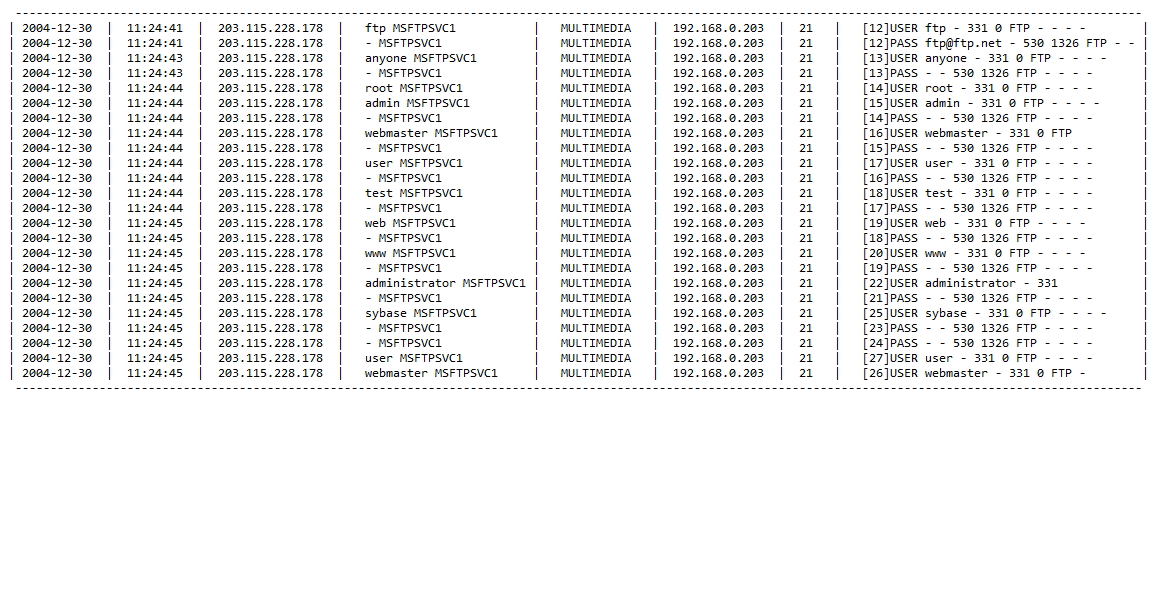 | 2004-12-30 | 11:24:41 | 203.115.228.178 | ftp MSFTPSVC1 | MULTIMEDIA | 192.168.0.203 | 21 | [12]USER ftp - 331 0 FTP - - - -
| 2004-12-30 | 11:24:41 | 203.115.228.178 | - MSFTPSVC1 | MULTIMEDIA | 192.168.0.203 | 21 | [12]PASS ftp@ftp.net - 530 1326 FTP - - |
| 2004-12-30 | 11:24:43 | 203.115.228.178 | anyone MSFTPSVC1 | MULTIMEDIA | 192.168.0.203 | 21 | [13]USER anyone - 331 0 FTP - - - - |
| 2004-12-30 | 11:24:43 | 203.115.228.178 | - MSFTPSVC1 | MULTIMEDIA | 192.168.0.203 | 21 | [13]PASS - - 530 1326 FTP - - - - |
| 2004-12-30 | 11:24:44 | 203.115.228.178 | root MSFTPSVC1 | MULTIMEDIA | 192.168.0.203 | 21 | [14]USER root - 331 0 FTP - - - - |
| 2004-12-30 | 11:24:44 | 203.115.228.178 | admin MSFTPSVC1 | MULTIMEDIA | 192.168.0.203 | 21 | [15]USER admin - 331 0 FTP - - - - |
| 2004-12-30 | 11:24:44 | 203.115.228.178 | - MSFTPSVC1 | MULTIMEDIA | 192.168.0.203 | 21 | [14]PASS - - 530 1326 FTP - - - - |
| 2004-12-30 | 11:24:44 | 203.115.228.178 | webmaster MSFTPSVC1 | MULTIMEDIA | 192.168.0.203 | 21 | [16]USER webmaster - 331 0 FTP |
| 2004-12-30 | 11:24:44 | 203.115.228.178 | - MSFTPSVC1 | MULTIMEDIA | 192.168.0.203 | 21 | [15]PASS - - 530 1326 FTP - - - - |
| 2004-12-30 | 11:24:44 | 203.115.228.178 | user MSFTPSVC1 | MULTIMEDIA | 192.168.0.203 | 21 | [17]USER user - 331 0 FTP - - - - |
| 2004-12-30 | 11:24:44 | 203.115.228.178 | - MSFTPSVC1 | MULTIMEDIA | 192.168.0.203 | 21 | [16]PASS - - 530 1326 FTP - - - - |
| 2004-12-30 | 11:24:44 | 203.115.228.178 | test MSFTPSVC1 | MULTIMEDIA | 192.168.0.203 | 21 | [18]USER test - 331 0 FTP - - - - |
| 2004-12-30 | 11:24:44 | 203.115.228.178 | - MSFTPSVC1 | MULTIMEDIA | 192.168.0.203 | 21 | [17]PASS - - 530 1326 FTP - - - - |
| 2004-12-30 | 11:24:45 | 203.115.228.178 | web MSFTPSVC1 | MULTIMEDIA | 192.168.0.203 | 21 | [19]USER web - 331 0 FTP - - - - |
| 2004-12-30 | 11:24:45 | 203.115.228.178 | - MSFTPSVC1 | MULTIMEDIA | 192.168.0.203 | 21 | [18]PASS - - 530 1326 FTP - - - - |
| 2004-12-30 | 11:24:45 | 203.115.228.178 | www MSFTPSVC1 | MULTIMEDIA | 192.168.0.203 | 21 | [20]USER www - 331 0 FTP - - - - |
| 2004-12-30 | 11:24:45 | 203.115.228.178 | - MSFTPSVC1 | MULTIMEDIA | 192.168.0.203 | 21 | [19]PASS - - 530 1326 FTP - - - - |
| 2004-12-30 | 11:24:45 | 203.115.228.178 | administrator MSFTPSVC1 | MULTIMEDIA | 192.168.0.203 | 21 | [22]USER administrator - 331 |
| 2004-12-30 | 11:24:45 | 203.115.228.178 | - MSFTPSVC1 | MULTIMEDIA | 192.168.0.203 | 21 | [21]PASS - - 530 1326 FTP - - - - |
| 2004-12-30 | 11:24:45 | 203.115.228.178 | sybase MSFTPSVC1 | MULTIMEDIA | 192.168.0.203 | 21 | [25]USER sybase - 331 0 FTP - - - - |
| 2004-12-30 | 11:24:45 | 203.115.228.178 | - MSFTPSVC1 | MULTIMEDIA | 192.168.0.203 | 21 | [23]PASS - - 530 1326 FTP - - - - |
| 2004-12-30 | 11:24:45 | 203.115.228.178 | - MSFTPSVC1 | MULTIMEDIA | 192.168.0.203 | 21 | [24]PASS - - 530 1326 FTP - - - - |
| 2004-12-30 | 11:24:45 | 203.115.228.178 | user MSFTPSVC1 | MULTIMEDIA | 192.168.0.203 | 21 | [27]USER user - 331 0 FTP - - - - |
| 2004-12-30 | 11:24:45 | 203.115.228.178 | webmaster MSFTPSVC1 | MULTIMEDIA | 192.168.0.203 | 21 | [26]USER webmaster - 331 0 FTP - |